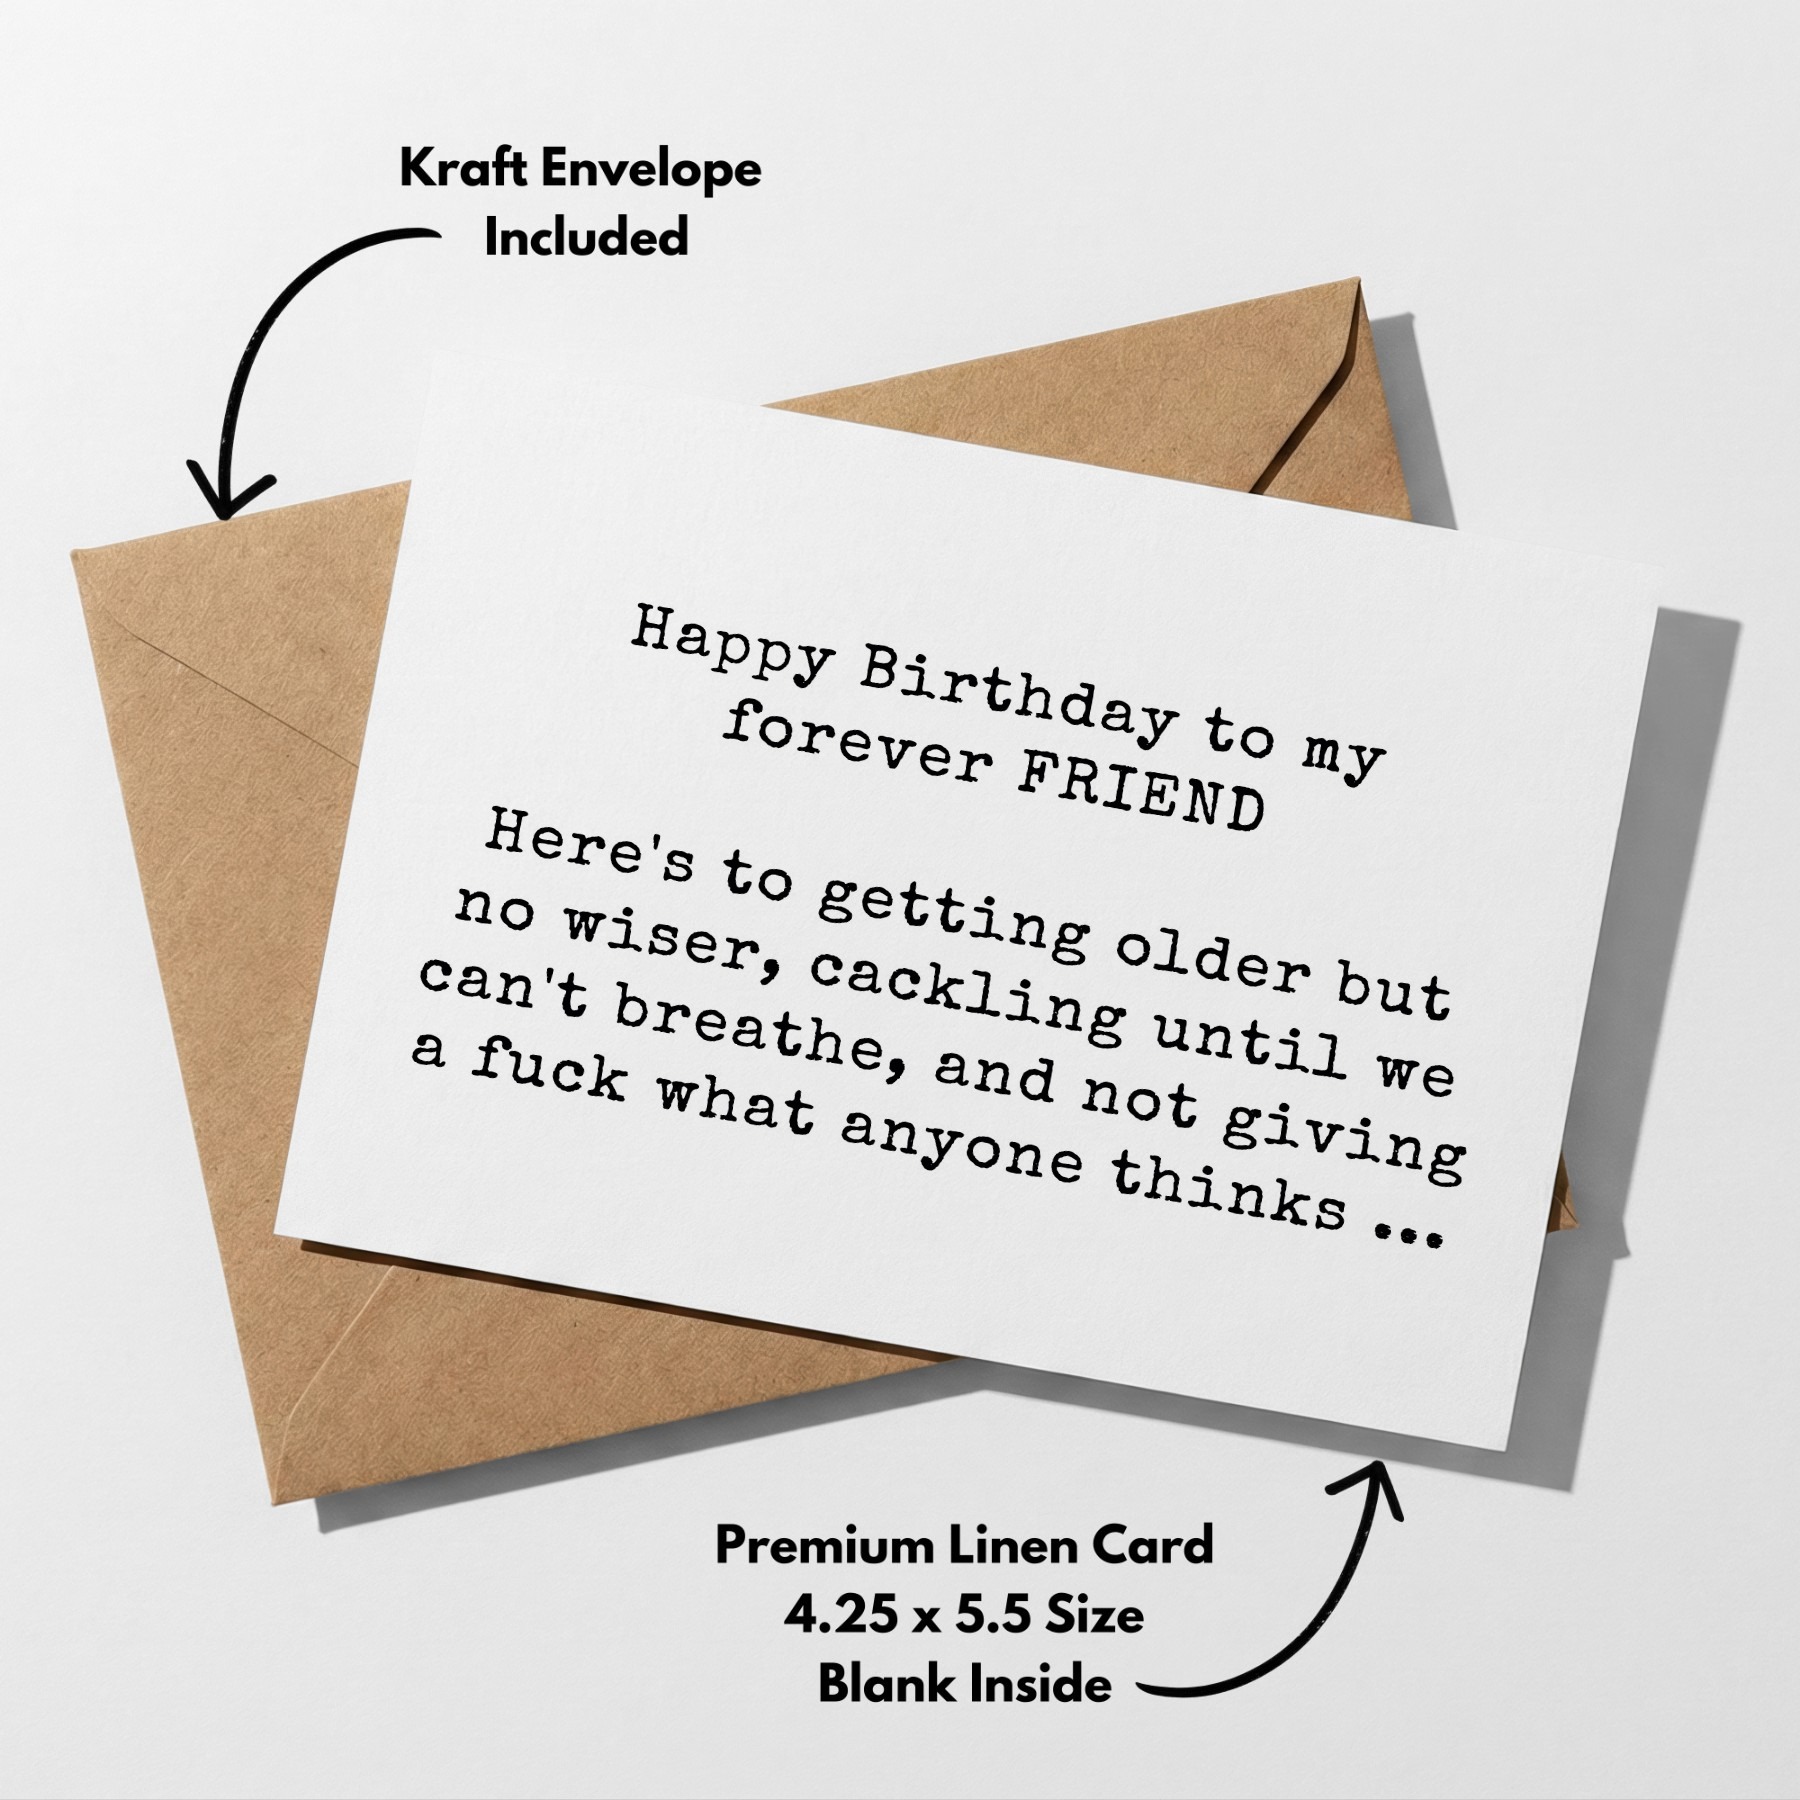 Kraft Envelope
Included
Happy Birthday to my
forever FRIEND
Here's to getting older but
no wiser, cackling until we
can't breathe, and not giving
a fuck what anyone thinks ...
Premium Linen Card
4.25 x 5.5 Size
Blank Inside